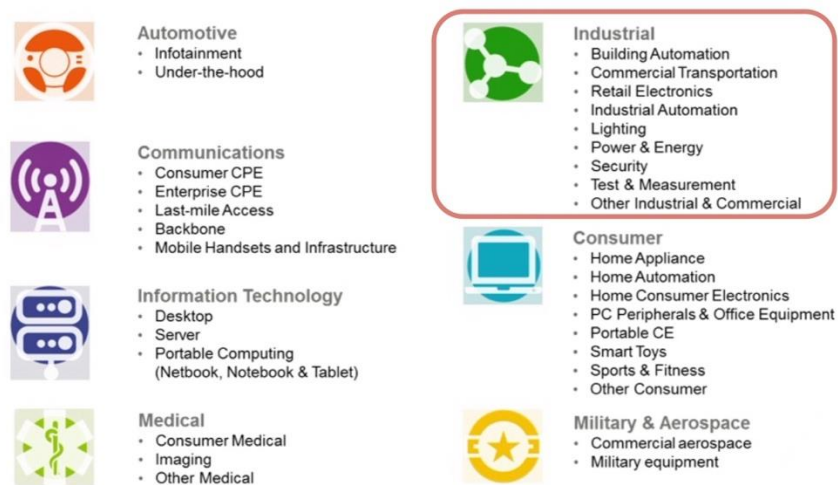 Automotive
• Infotainment
• Under-the-hood
Communications
• Consumer CPE
• Enterprise CPE
• Last-mile Access
• Backbone
• Mobile Handsets and Infrastructure
Information Technology
• Desktop
• Server
• Portable Computing
(Netbook, Notebook & Tablet)
Medical
• Consumer Medical
• Imaging
• Other Medical
Industrial
• Building Automation
• Commercial Transportation
• Retail Electronics
• Industrial Automation
• Lighting
• Power & Energy
• Security
• Test & Measurement
• Other Industrial & Commercial
Consumer
• Home Appliance
• Home Automation
• Home Consumer Electronics
• PC Peripherals & Office Equipment
• Portable CE
• Smart Toys
• Sports & Fitness
• Other Consumer
Military & Aerospace
• Commercial aerospace
• Military equipment